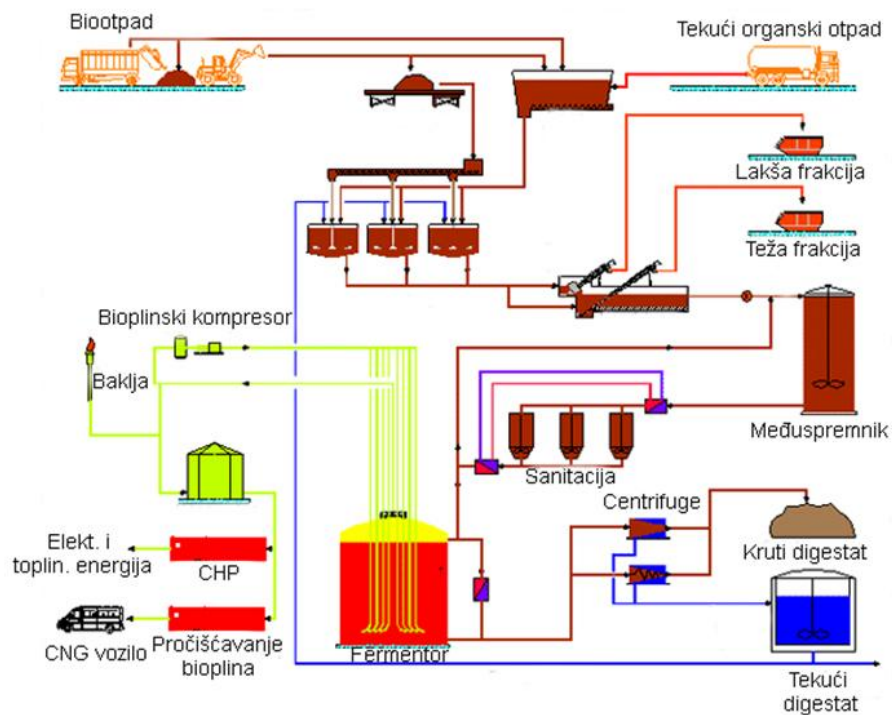 Biootpad
Tekući organski otpad
Lakša frakcija
Teža frakcija
Bioplinski kompresor
Baklja
Međuspremnik
Sanitacija
Centrifuge
Kruti digestat
Elekt. i
toplin. energija
CHP
CNG vozilo
Pročišćavanje
bioplina
Fermentor
Tekući
digestat